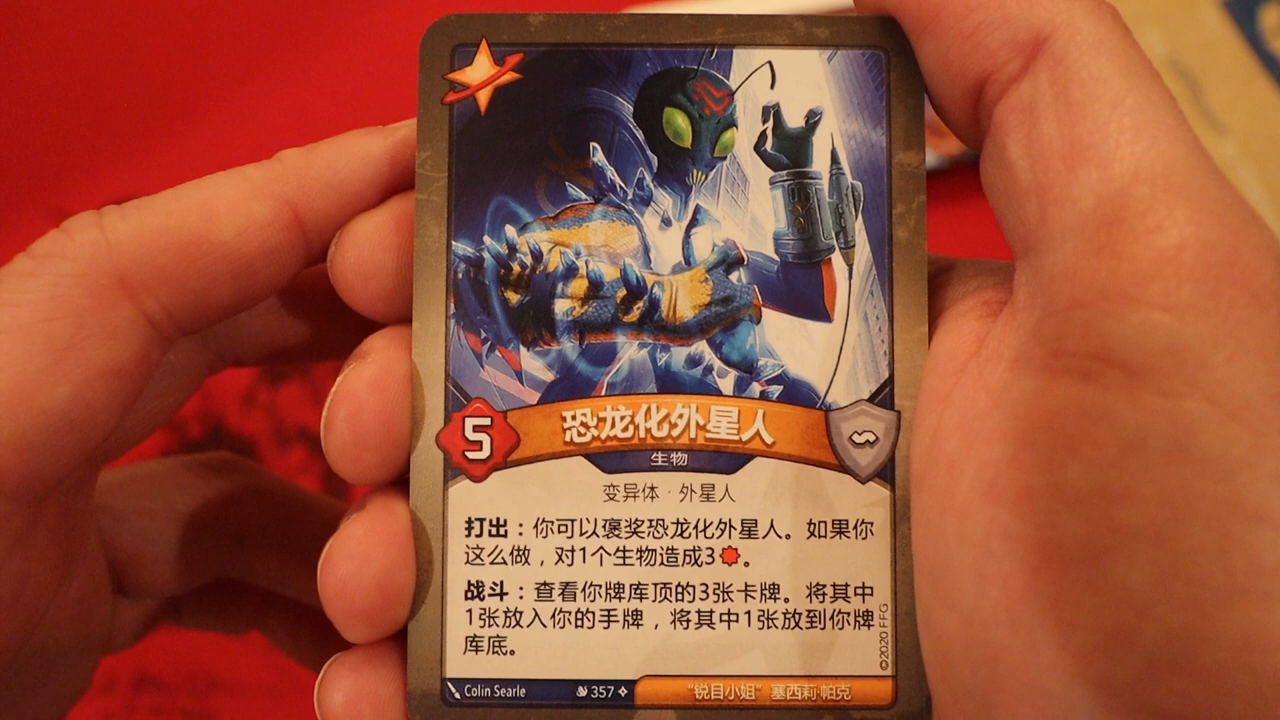 5
恐龙化外星人
生物
变异体·外星人
打出：你可以褒奖恐龙化外星人。如果你
这么做，对1个生物造成3。
战斗：查看你牌库顶的3张卡牌。将其中
1张放入你的手牌，将其中1张放到你牌
库底。
©2020 FFG
Colin Searle
357
“锐目小姐”塞西莉·帕克